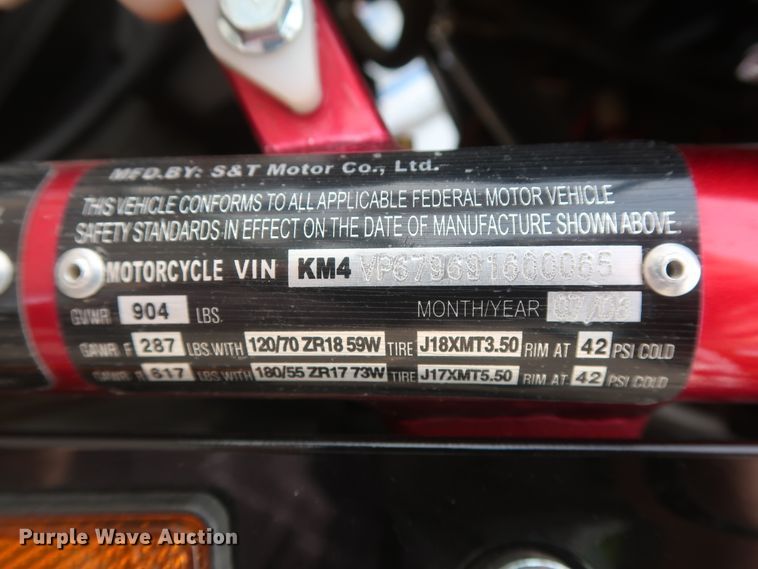 MFD.BY: S&T Motor Co., Ltd.
THIS VEHICLE CONFORMS TO ALL APPLICABLE FEDERAL MOTOR VEHICLE
SAFETY STANDARDS IN EFFECT ON THE DATE OF MANUFACTURE SHOWN ABOVE.
MOTORCYCLE VIN KM4 VP679691600065
GVWR 904 LBS. MONTH/YEAR 07/06
GAWR F 287 LBS WITH 120/70 ZR18 59W TIRE J18XMT3.50 RIM AT 42 PSI COLD
GAWR R 617 LBS WITH 180/55 ZR17 73W TIRE J17XMT5.50 RIM AT 42 PSI COLD
Purple Wave Auction